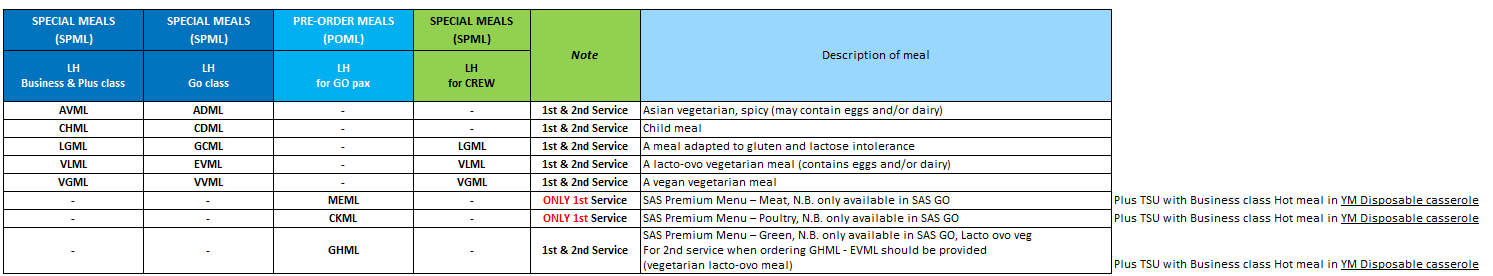 SPECIAL MEALS (SPML) SPECIAL MEALS (SPML) PRE-ORDER MEALS (POML) SPECIAL MEALS (SPML) Note Description of meal
LH Business & Plus class LH Go class LH for GO pax LH for CREW
AVML ADML - - 1st & 2nd Service Asian vegetarian, spicy (may contain eggs and/or dairy)
CHML CDML - - 1st & 2nd Service Child meal
LGML GCML - LGML 1st & 2nd Service A meal adapted to gluten and lactose intolerance
VLML EVML - VLML 1st & 2nd Service A lacto-ovo vegetarian meal (contains eggs and/or dairy)
VGML VVML - VGML 1st & 2nd Service A vegan vegetarian meal
- - MEML - ONLY 1st Service SAS Premium Menu – Meat, N.B. only available in SAS GO Plus TSU with Business class Hot meal in YM Disposable casserole
- - CKML - ONLY 1st Service SAS Premium Menu – Poultry, N.B. only available in SAS GO Plus TSU with Business class Hot meal in YM Disposable casserole
- - GHML - 1st & 2nd Service SAS Premium Menu – Green, N.B. only available in SAS GO, Lacto ovo veg
For 2nd service when ordering GHML - EVML should be provided
(vegetarian lacto-ovo meal) Plus TSU with Business class Hot meal in YM Disposable casserole